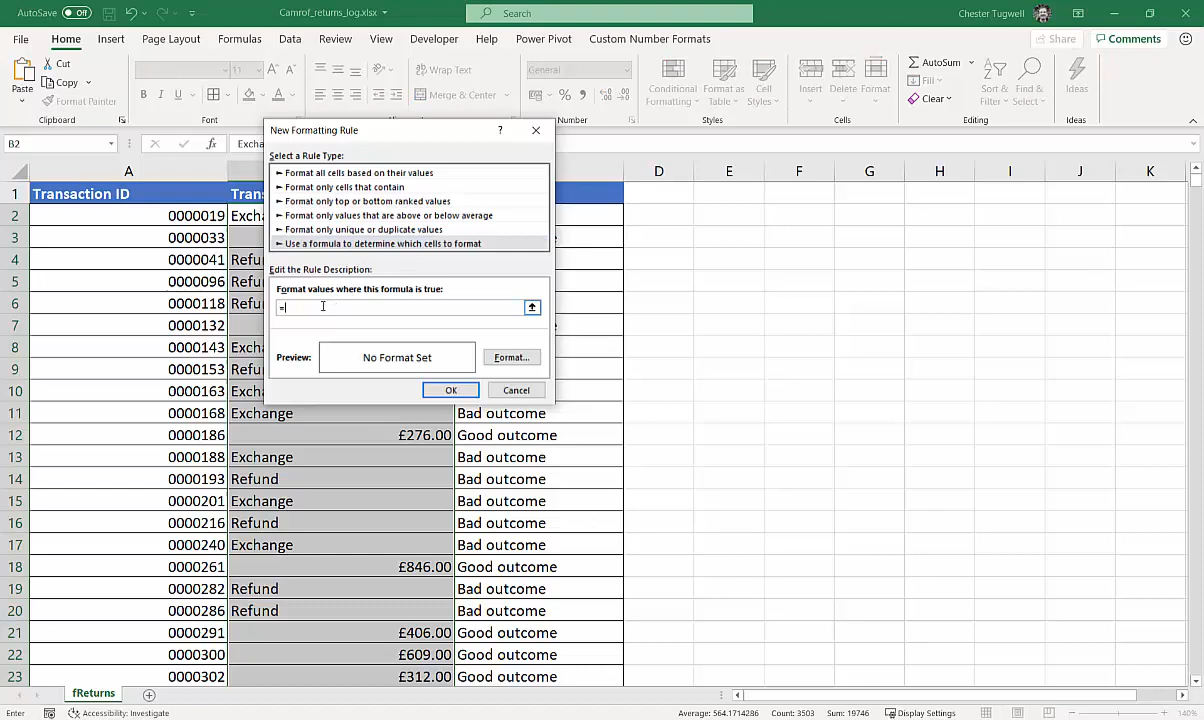 AutoSave Off Camrof_returns_log.xlsx Search Chester Tugwell
File Home Insert Page Layout Formulas Data Review View Developer Help Power Pivot Custom Number Formats Share Comments
Paste Cut Copy Format Painter
11 Wrap Text Merge & Center General
Conditional Formatting Format as Table Cell Styles Insert Delete Format AutoSum Fill Clear Sort & Filter Find & Select Ideas
Clipboard Font Number Styles Cells Editing Ideas
B2 fx Excha
New Formatting Rule ?
Select a Rule Type:
► Format all cells based on their values
► Format only cells that contain
► Format only top or bottom ranked values
► Format only values that are above or below average
► Format only unique or duplicate values
► Use a formula to determine which cells to format
Edit the Rule Description:
Format values where this formula is true:
=
Preview: No Format Set Format...
OK Cancel
A D E F G H I J K
1 Transaction ID Trans
2 0000019 Excha
3 0000033
4 0000041 Refu
5 0000096 Refu
6 0000118 Refu
7 0000132
8 0000143 Excha
9 0000153 Refu
10 0000163 Excha
11 0000168 Exchange Bad outcome
12 0000186 £276.00 Good outcome
13 0000188 Exchange Bad outcome
14 0000193 Refund Bad outcome
15 0000201 Exchange Bad outcome
16 0000216 Refund Bad outcome
17 0000240 Exchange Bad outcome
18 0000261 £846.00 Good outcome
19 0000282 Refund Bad outcome
20 0000286 Refund Bad outcome
21 0000291 £406.00 Good outcome
22 0000300 £609.00 Good outcome
23 0000302 £312.00 Good outcome
fReturns
Enter Accessibility: Investigate Average: 564.1714286 Count: 3503 Sum: 19746 Display Settings 140%